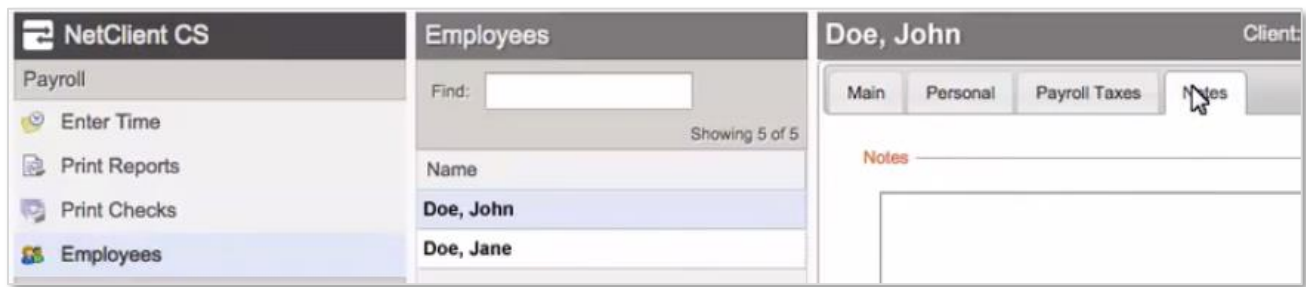 NetClient CS
Payroll
Enter Time
Print Reports
Print Checks
Employees
Employees
Find:
Showing 5 of 5
Name
Doe, John
Doe, Jane
Doe, John Client:
Main Personal Payroll Taxes Notes
Notes